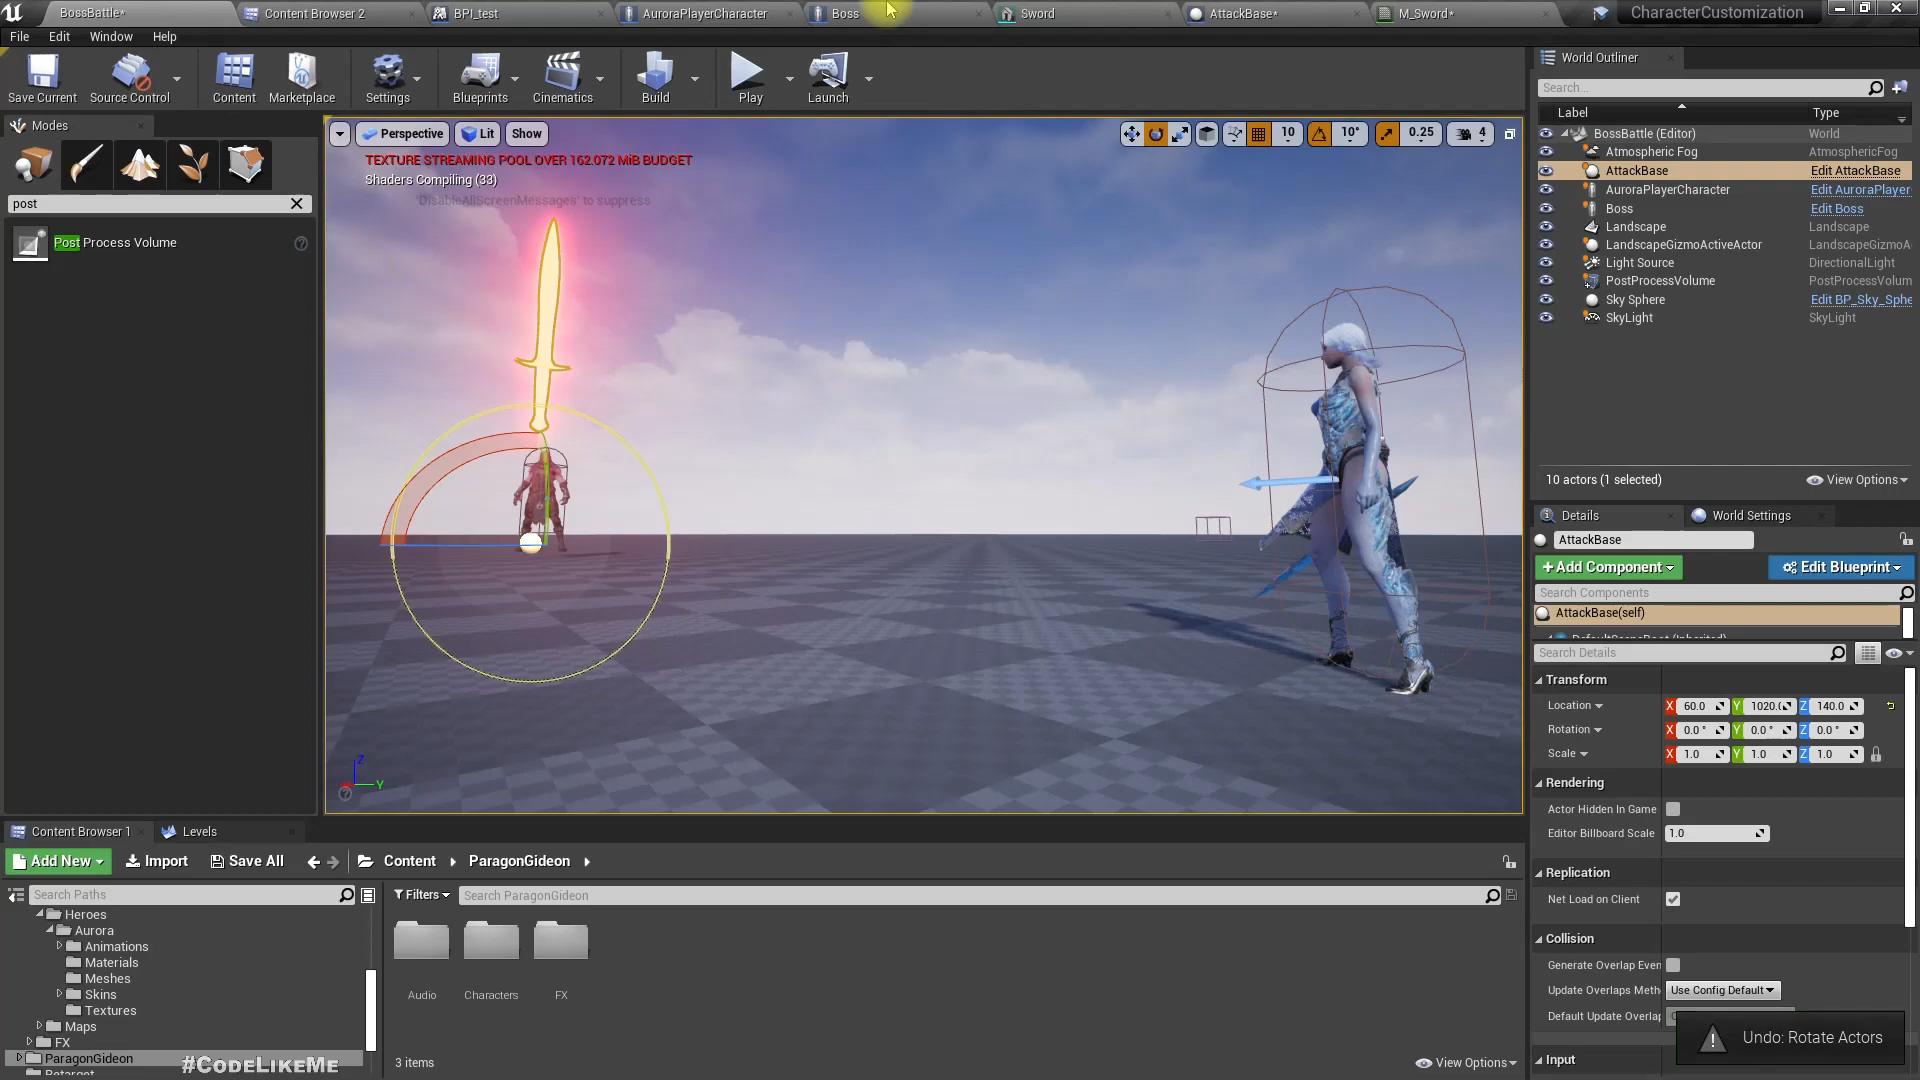 BossBattle*
Content Browser 2
BPI_test
AuroraPlayerCharacter
Boss
Sword
AttackBase*
M_Sword*
CharacterCustomization
File
Edit
Window
Help
Save Current
Source Control
Content
Marketplace
Settings
Blueprints
Cinematics
Build
Play
Launch
Modes
post
Post Process Volume
Perspective
Lit
Show
10
10°
0.25
4
TEXTURE STREAMING POOL OVER 162.072 MiB BUDGET
Shaders Compiling (33)
'DisableAllScreenMessages' to suppress
Z
Y
World Outliner
Search...
Label
Type
BossBattle (Editor)
World
Atmospheric Fog
AtmosphericFog
AttackBase
Edit AttackBase
AuroraPlayerCharacter
Edit AuroraPlayer
Boss
Edit Boss
Landscape
Landscape
LandscapeGizmoActiveActor
LandscapeGizmoA
Light Source
DirectionalLight
PostProcessVolume
PostProcessVolum
Sky Sphere
Edit BP_Sky_Sphe
SkyLight
SkyLight
10 actors (1 selected)
View Options
Details
World Settings
AttackBase
+Add Component
Edit Blueprint
Search Components
AttackBase(self)
Search Details
Transform
Location
X 60.0
Y 1020.0
Z 140.0
Rotation
X 0.0 °
Y 0.0 °
Z 0.0 °
Scale
X 1.0
Y 1.0
Z 1.0
Rendering
Actor Hidden In Game
Editor Billboard Scale
1.0
Replication
Net Load on Client
Collision
Generate Overlap Even
Update Overlaps Meth
Use Config Default
Default Update Overlap
Undo: Rotate Actors
Input
Content Browser 1
Levels
Add New
Import
Save All
Content
ParagonGideon
Search Paths
Filters
Search ParagonGideon
Heroes
Aurora
Animations
Materials
Meshes
Skins
Textures
Maps
FX
ParagonGideon
Audio
Characters
FX
3 items
View Options
#CODELIKEME